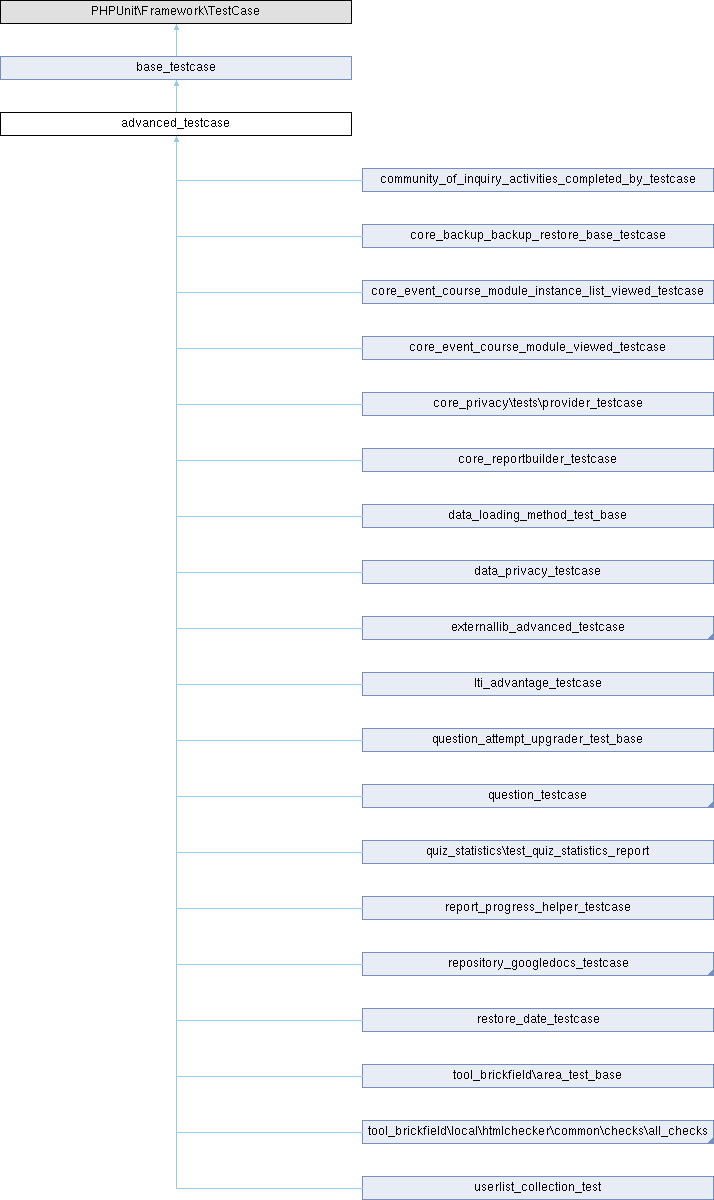 PHPUnit\Framework\TestCase
base_testcase
advanced_testcase
community_of_inquiry_activities_completed_by_testcase
core_backup_backup_restore_base_testcase
core_event_course_module_instance_list_viewed_testcase
core_event_course_module_viewed_testcase
core_privacy\tests\provider_testcase
core_reportbuilder_testcase
data_loading_method_test_base
data_privacy_testcase
externallib_advanced_testcase
lti_advantage_testcase
question_attempt_upgrader_test_base
question_testcase
quiz_statistics\test_quiz_statistics_report
report_progress_helper_testcase
repository_googledocs_testcase
restore_date_testcase
tool_brickfield\area_test_base
tool_brickfield\local\htmlchecker\common\checks\all_checks
userlist_collection_test